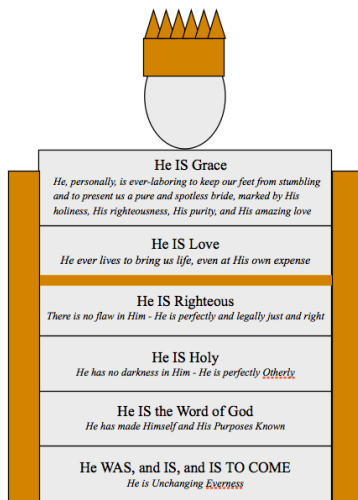 He IS Grace
He, personally, is ever-laboring to keep our feet from stumbling
and to present us a pure and spotless bride, marked by His
holiness, His righteousness, His purity, and His amazing love
He IS Love
He ever lives to bring us life, even at His own expense
He IS Righteous
There is no flaw in Him - He is perfectly and legally just and right
He IS Holy
He has no darkness in Him - He is perfectly Otherly
He IS the Word of God
He has made Himself and His Purposes Known
He WAS, and IS, and IS TO COME
He is Unchanging Everness